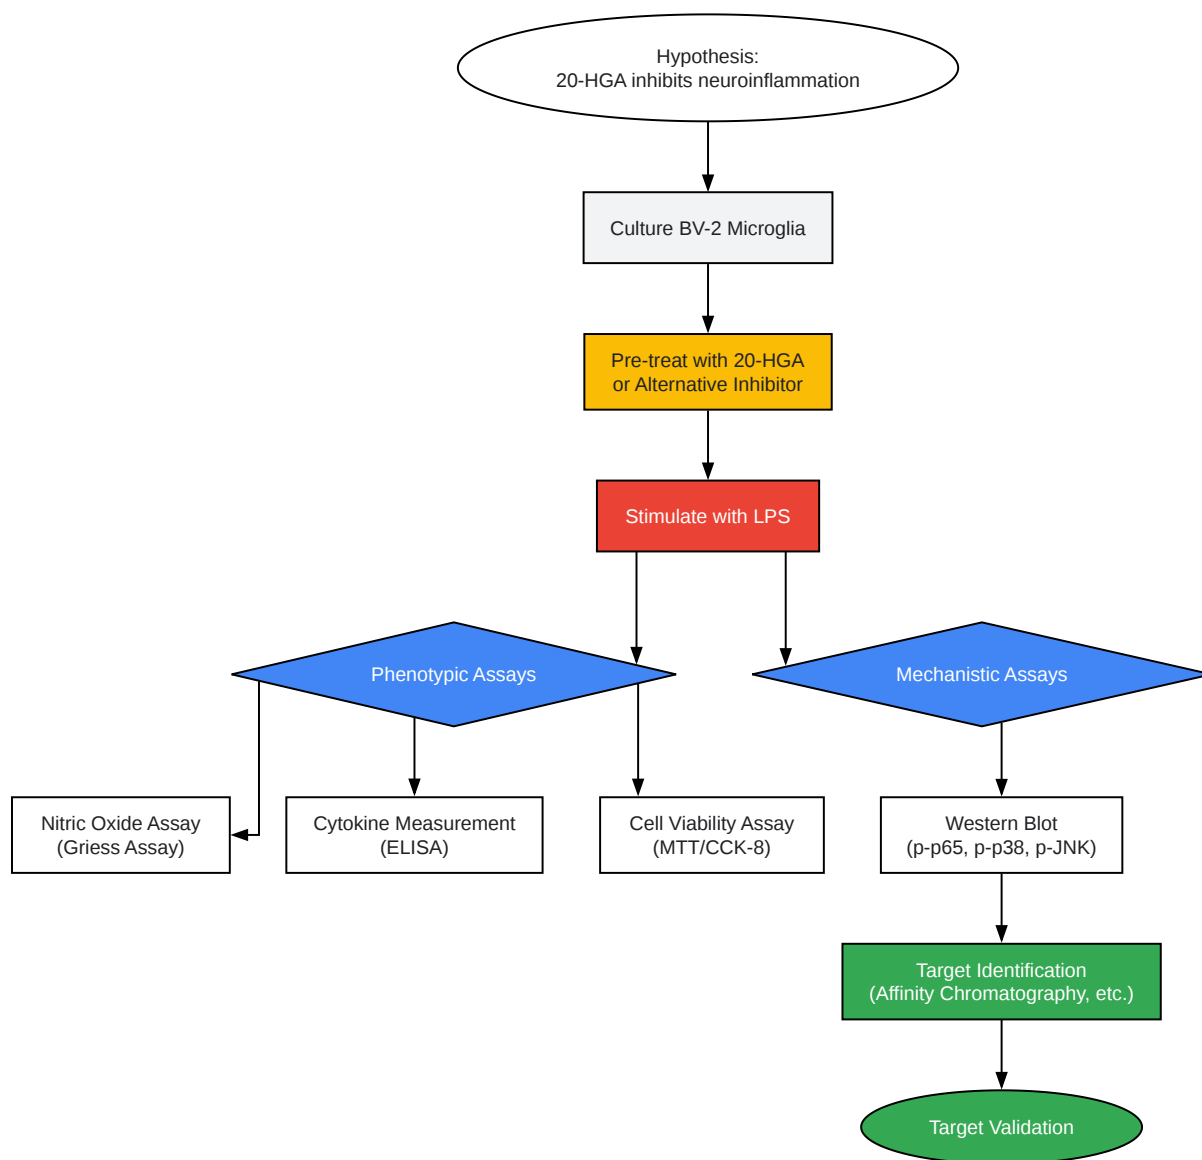 Hypothesis:
20-HGA inhibits neuroinflammation
Culture BV-2 Microglia
Pre-treat with 20-HGA
or Alternative Inhibitor
Stimulate with LPS
Phenotypic Assays
Mechanistic Assays
Nitric Oxide Assay
(Griess Assay)
Cytokine Measurement
(ELISA)
Cell Viability Assay
(MTT/CCK-8)
Western Blot
(p-p65, p-p38, p-JNK)
Target Identification
(Affinity Chromatography, etc.)
Target Validation